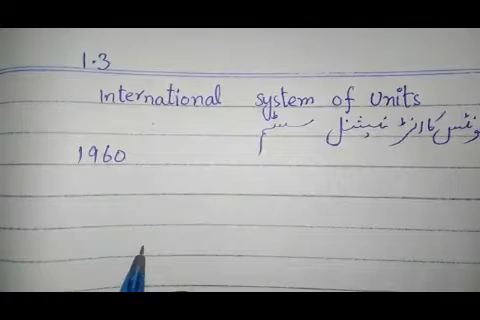 1.3
International system of Units
یونٹس کا انٹرنیشنل سسٹم
1960